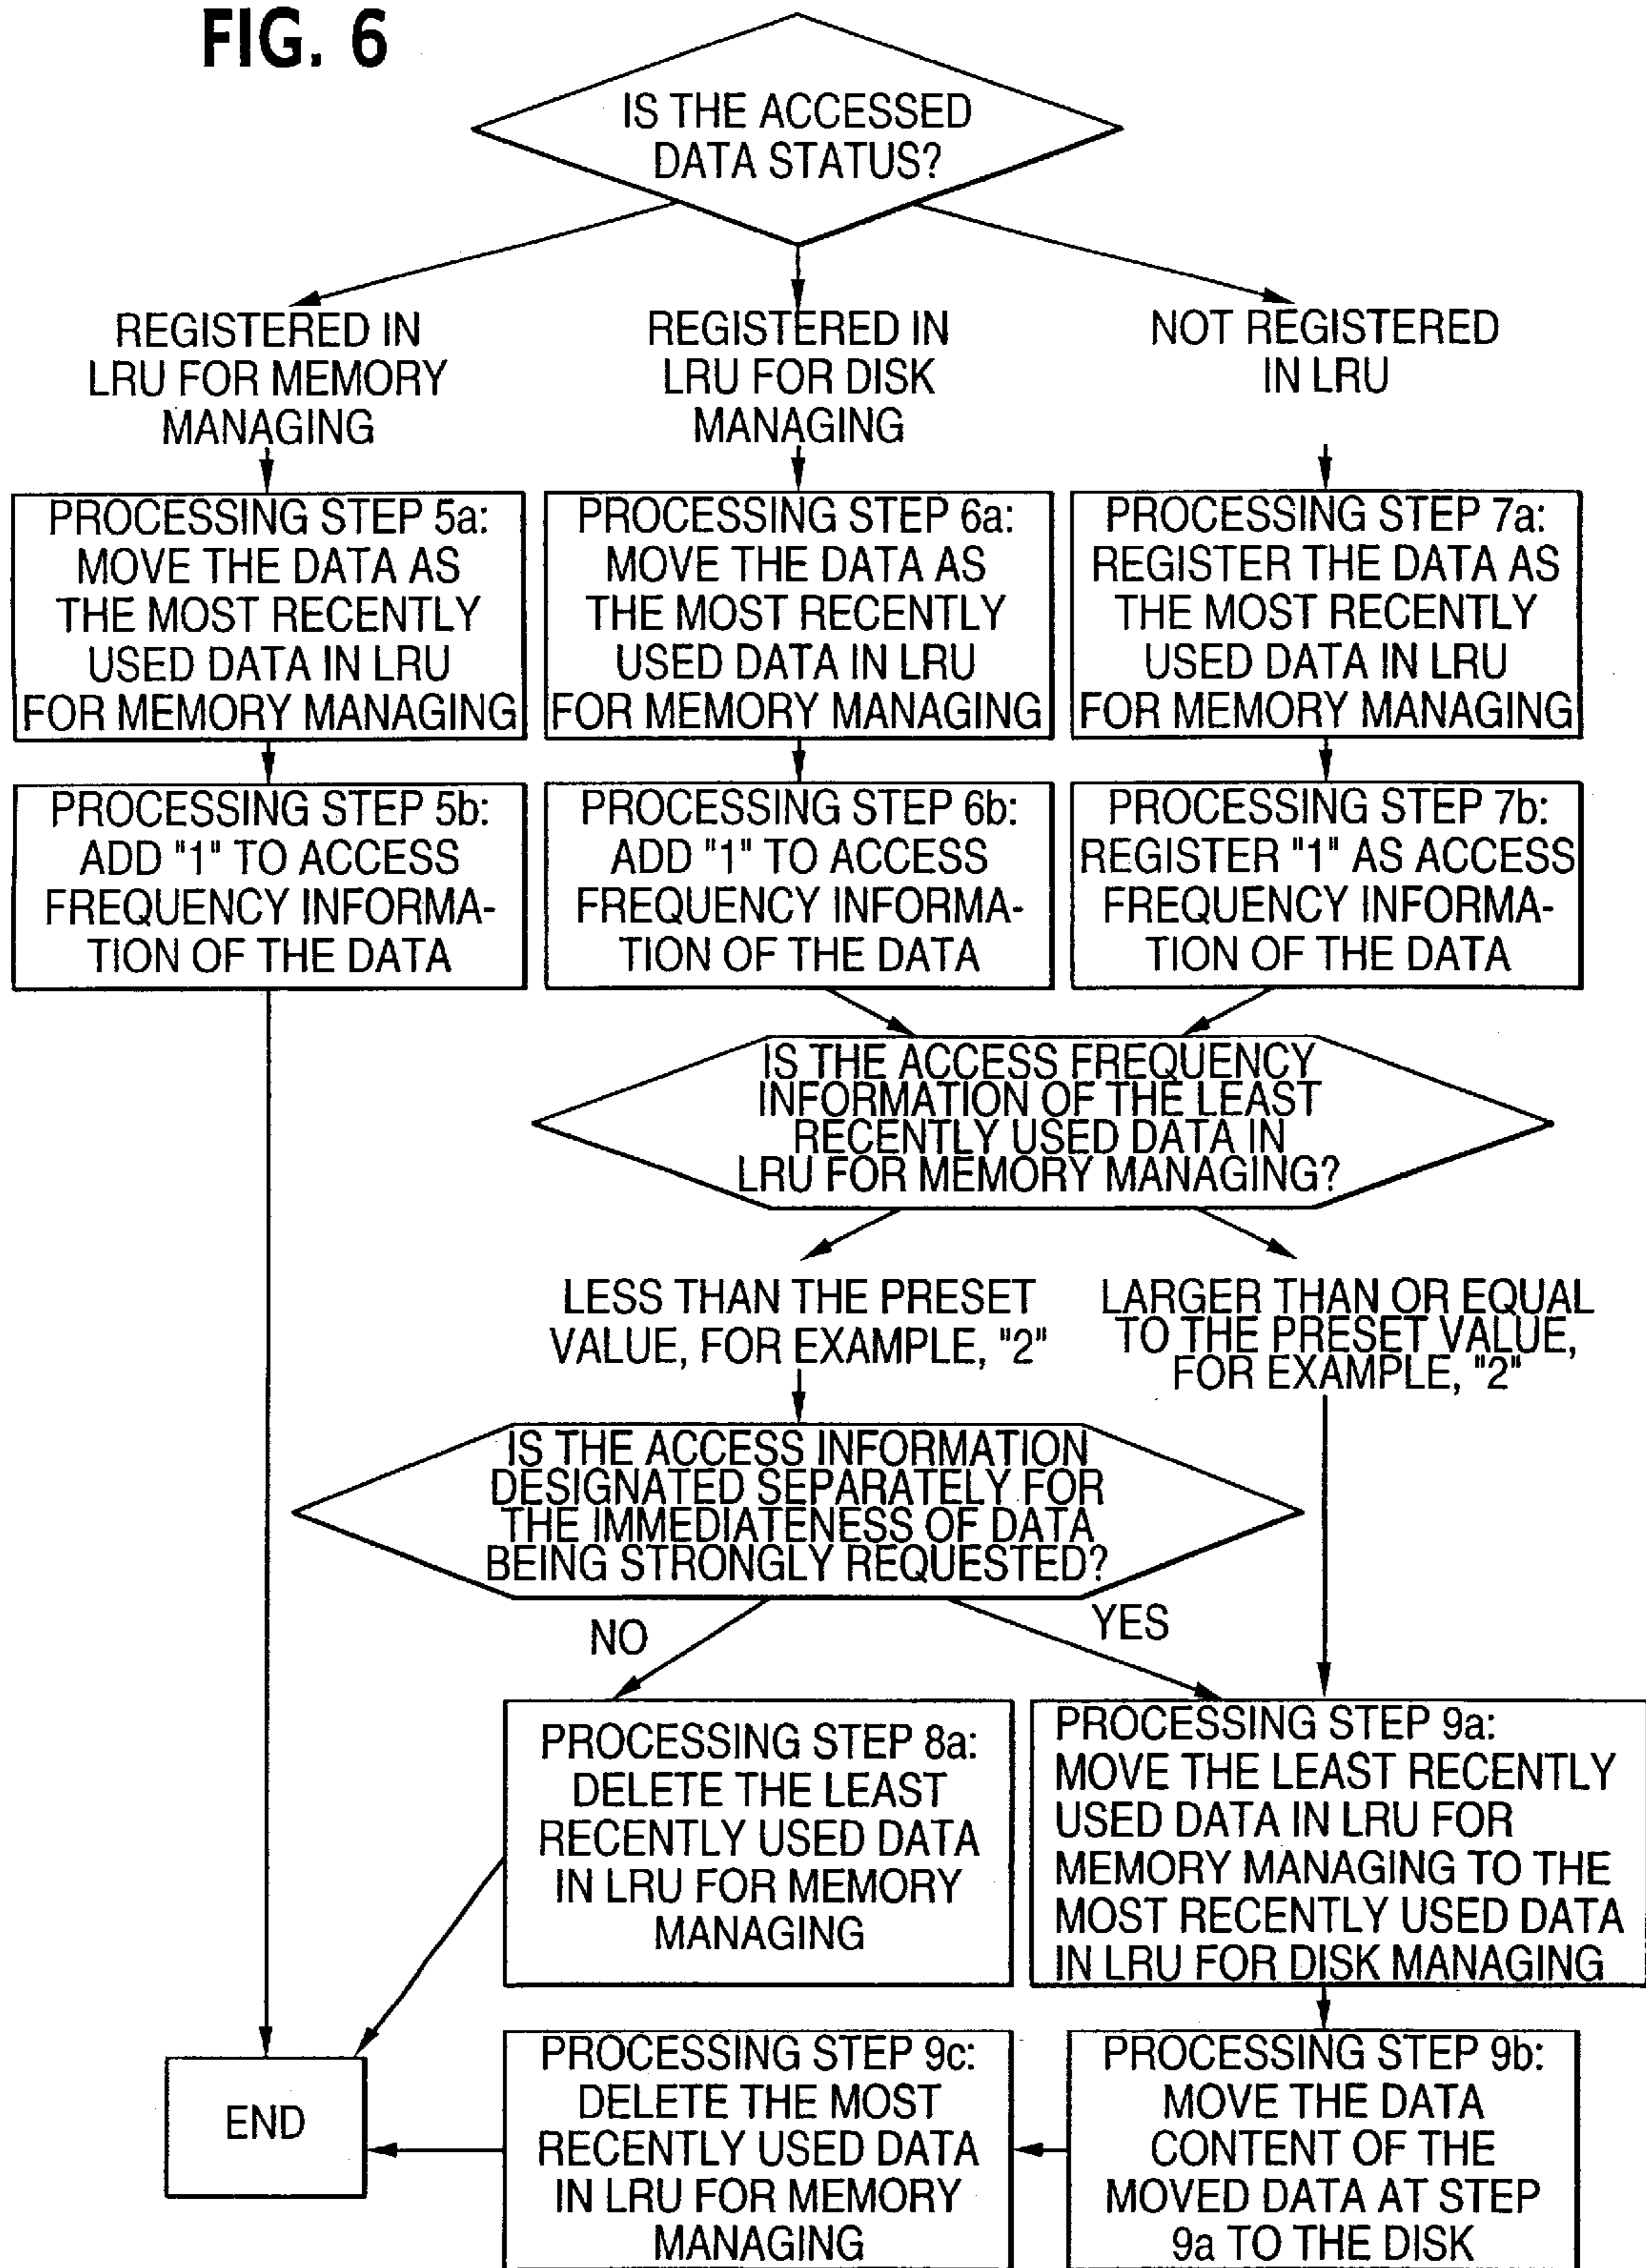 FIG. 6
IS THE ACCESSED
DATA STATUS?
REGISTERED IN
LRU FOR MEMORY
MANAGING
REGISTERED IN
LRU FOR DISK
MANAGING
NOT REGISTERED
IN LRU
PROCESSING STEP 5a:
MOVE THE DATA AS
THE MOST RECENTLY
USED DATA IN LRU
FOR MEMORY MANAGING
PROCESSING STEP 6a:
MOVE THE DATA AS
THE MOST RECENTLY
USED DATA IN LRU
FOR MEMORY MANAGING
PROCESSING STEP 7a:
REGISTER THE DATA AS
THE MOST RECENTLY
USED DATA IN LRU
FOR MEMORY MANAGING
PROCESSING STEP 5b:
ADD "1" TO ACCESS
FREQUENCY INFORMA-
TION OF THE DATA
PROCESSING STEP 6b:
ADD "1" TO ACCESS
FREQUENCY INFORMA-
TION OF THE DATA
PROCESSING STEP 7b:
REGISTER "1" AS ACCESS
FREQUENCY INFORMA-
TION OF THE DATA
IS THE ACCESS FREQUENCY
INFORMATION OF THE LEAST
RECENTLY USED DATA IN
LRU FOR MEMORY MANAGING?
LESS THAN THE PRESET
VALUE, FOR EXAMPLE, "2"
LARGER THAN OR EQUAL
TO THE PRESET VALUE,
FOR EXAMPLE, "2"
IS THE ACCESS INFORMATION
DESIGNATED SEPARATELY FOR
THE IMMEDIATENESS OF DATA
BEING STRONGLY REQUESTED?
NO
YES
PROCESSING STEP 8a:
DELETE THE LEAST
RECENTLY USED DATA
IN LRU FOR MEMORY
MANAGING
PROCESSING STEP 9a:
MOVE THE LEAST RECENTLY
USED DATA IN LRU FOR
MEMORY MANAGING TO THE
MOST RECENTLY USED DATA
IN LRU FOR DISK MANAGING
END
PROCESSING STEP 9c:
DELETE THE MOST
RECENTLY USED DATA
IN LRU FOR MEMORY
MANAGING
PROCESSING STEP 9b:
MOVE THE DATA
CONTENT OF THE
MOVED DATA AT STEP
9a TO THE DISK